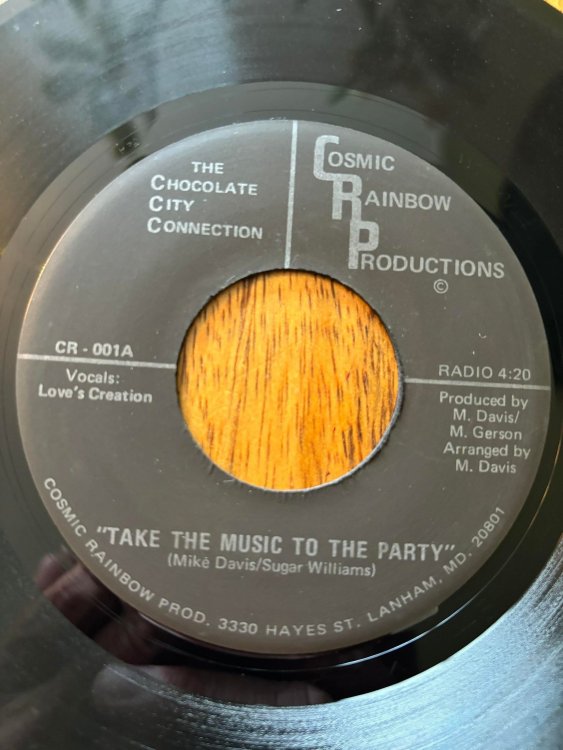 THE
CHOCOLATE
CITY
CONNECTION
COSMIC
RAINBOW
PRODUCTIONS
©
CR - 001A
Vocals:
Love's Creation
RADIO 4:20
Produced by
M. Davis/
M. Gerson
Arranged by
M. Davis
"TAKE THE MUSIC TO THE PARTY"
(Mike Davis/Sugar Williams)
COSMIC RAINBOW PROD. 3330 HAYES ST. LANHAM, MD. 20801